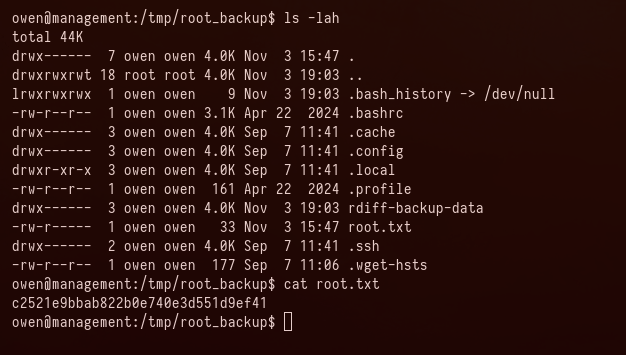 owen@management:/tmp/root_backup$ ls -lah
total 44K
drwx------  7 owen owen 4.0K Nov  3 15:47 .
drwxrwxrwt 18 root root 4.0K Nov  3 19:03 ..
lrwxrwxrwx  1 owen owen    9 Nov  3 19:03 .bash_history -> /dev/null
-rw-r--r--  1 owen owen 3.1K Apr 22  2024 .bashrc
drwx------  3 owen owen 4.0K Sep  7 11:41 .cache
drwx------  3 owen owen 4.0K Sep  7 11:41 .config
drwxr-xr-x  3 owen owen 4.0K Sep  7 11:41 .local
-rw-r--r--  1 owen owen  161 Apr 22  2024 .profile
drwx------  3 owen owen 4.0K Nov  3 19:03 rdiff-backup-data
-rw-r-----  1 owen owen   33 Nov  3 15:47 root.txt
drwx------  2 owen owen 4.0K Sep  7 11:41 .ssh
-rw-r--r--  1 owen owen  177 Sep  7 11:06 .wget-hsts
owen@management:/tmp/root_backup$ cat root.txt
c2521e9bbab822b0e740e3d551d9ef41
owen@management:/tmp/root_backup$